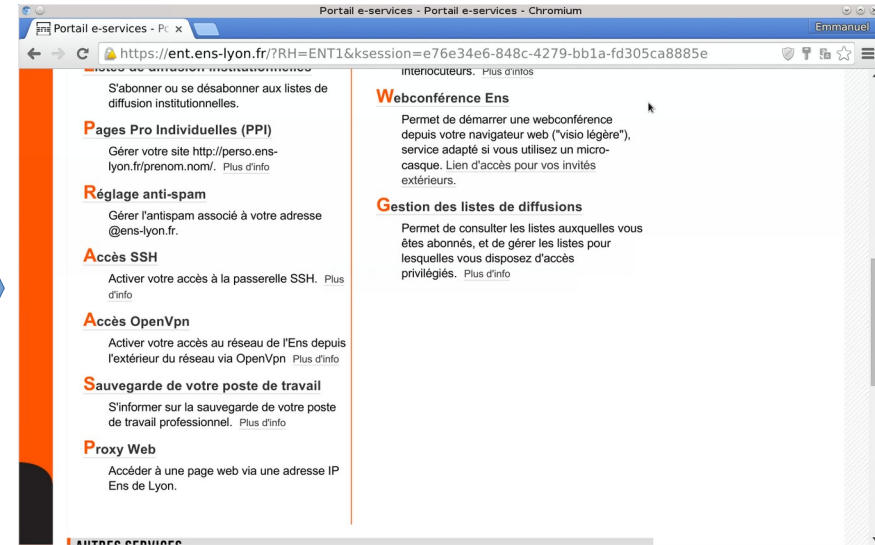 Portail e-services - Portail e-services - Chromium
Portail e-services - Po
Emmanuel
https://ent.ens-lyon.fr/?RH=ENT1&ksession=e76e34e6-848c-4279-bb1a-fd305ca8885e
Listes de diffusion institutionnelles
S'abonner ou se désabonner aux listes de
diffusion institutionnelles.
Pages Pro Individuelles (PPI)
Gérer votre site http://perso.ens-
lyon.fr/prenom.nom/. Plus d'info
Réglage anti-spam
Gérer l'antispam associé à votre adresse
@ens-lyon.fr.
Accès SSH
Activer votre accès à la passerelle SSH. Plus
d'info
Accès OpenVpn
Activer votre accès au réseau de l'Ens depuis
l'extérieur du réseau via OpenVpn Plus d'info
Sauvegarde de votre poste de travail
S'informer sur la sauvegarde de votre poste
de travail professionnel. Plus d'info
Proxy Web
Accéder à une page web via une adresse IP
Ens de Lyon.
interlocuteurs. Plus d'infos
Webconférence Ens
Permet de démarrer une webconférence
depuis votre navigateur web ("visio légère"),
service adapté si vous utilisez un micro-
casque. Lien d'accès pour vos invités
extérieurs.
Gestion des listes de diffusions
Permet de consulter les listes auxquelles vous
êtes abonnés, et de gérer les listes pour
lesquelles vous disposez d'accès
privilégiés. Plus d'info
AUTRES SERVICES